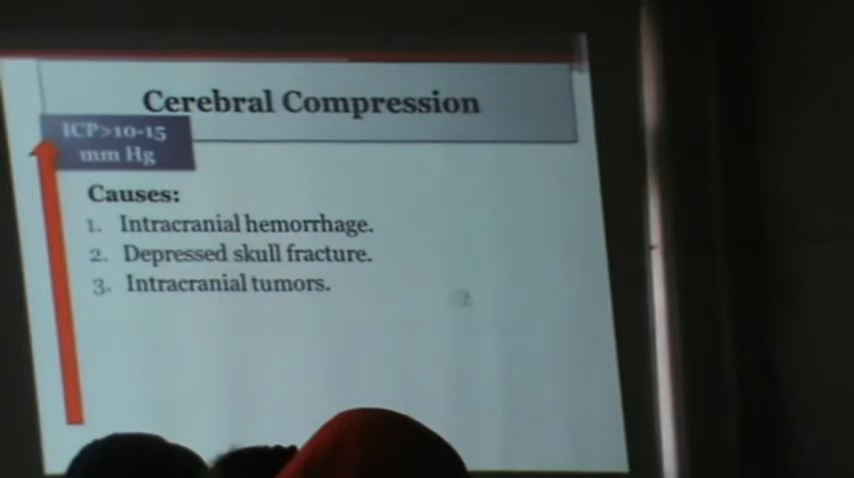 Cerebral Compression
ICP>10-15
mm Hg
Causes:
1. Intracranial hemorrhage.
2. Depressed skull fracture.
3. Intracranial tumors.